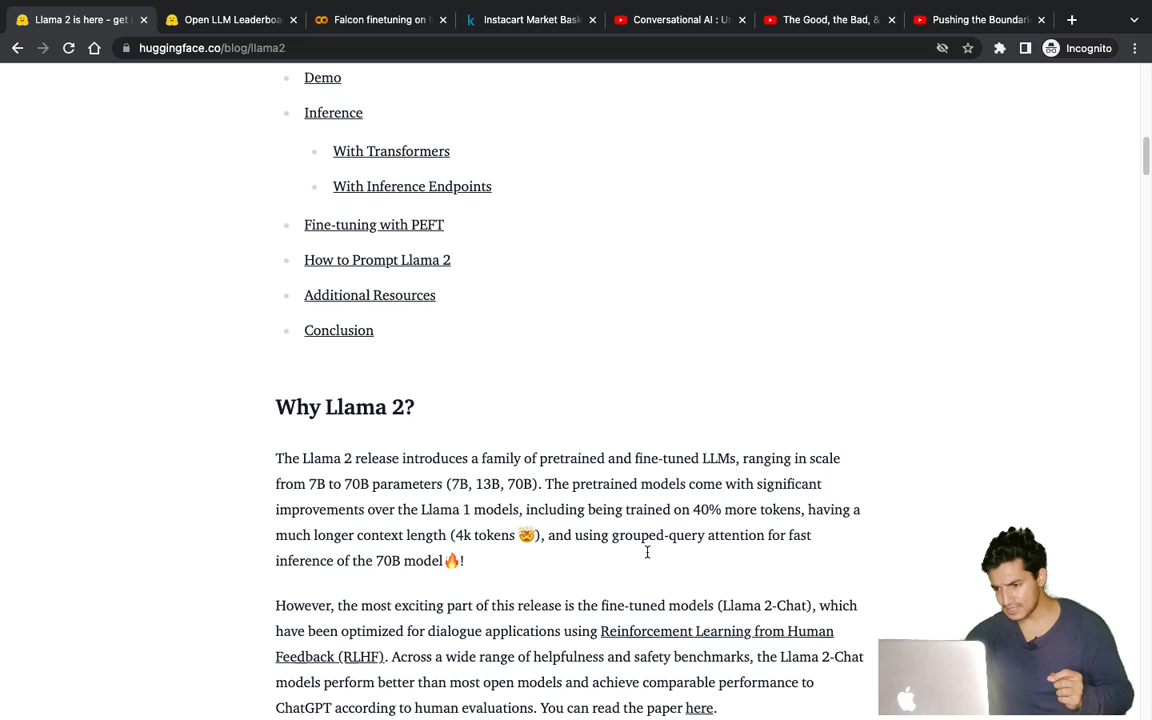 Llama 2 is here - get i
Open LLM Leaderboa
Falcon finetuning on
Instacart Market Bask
Conversational AI : Ur
The Good, the Bad, &
Pushing the Boundari
huggingface.co/blog/llama2
Incognito
Demo
Inference
With Transformers
With Inference Endpoints
Fine-tuning with PEFT
How to Prompt Llama 2
Additional Resources
Conclusion
Why Llama 2?
The Llama 2 release introduces a family of pretrained and fine-tuned LLMs, ranging in scale
from 7B to 70B parameters (7B, 13B, 70B). The pretrained models come with significant
improvements over the Llama 1 models, including being trained on 40% more tokens, having a
much longer context length (4k tokens 🤯), and using grouped-query attention for fast
inference of the 70B model🔥!
However, the most exciting part of this release is the fine-tuned models (Llama 2-Chat), which
have been optimized for dialogue applications using Reinforcement Learning from Human
Feedback (RLHF). Across a wide range of helpfulness and safety benchmarks, the Llama 2-Chat
models perform better than most open models and achieve comparable performance to
ChatGPT according to human evaluations. You can read the paper here.